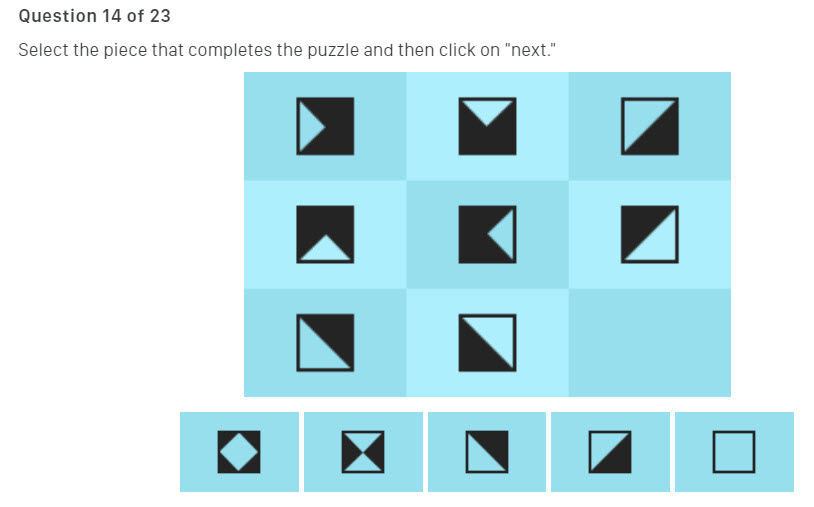 Question 14 of 23
Select the piece that completes the puzzle and then click on "next."